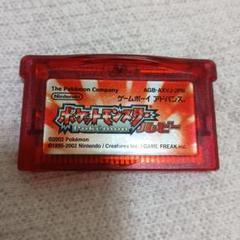 The Pokémon Company
AGB-AXVJ-JPN
Nintendo
ゲームボーイ アドバンス
ポケットモンスター
ルビー
©2002 Pokémon
©1995-2002 Nintendo / Creatures Inc. / GAME FREAK inc.